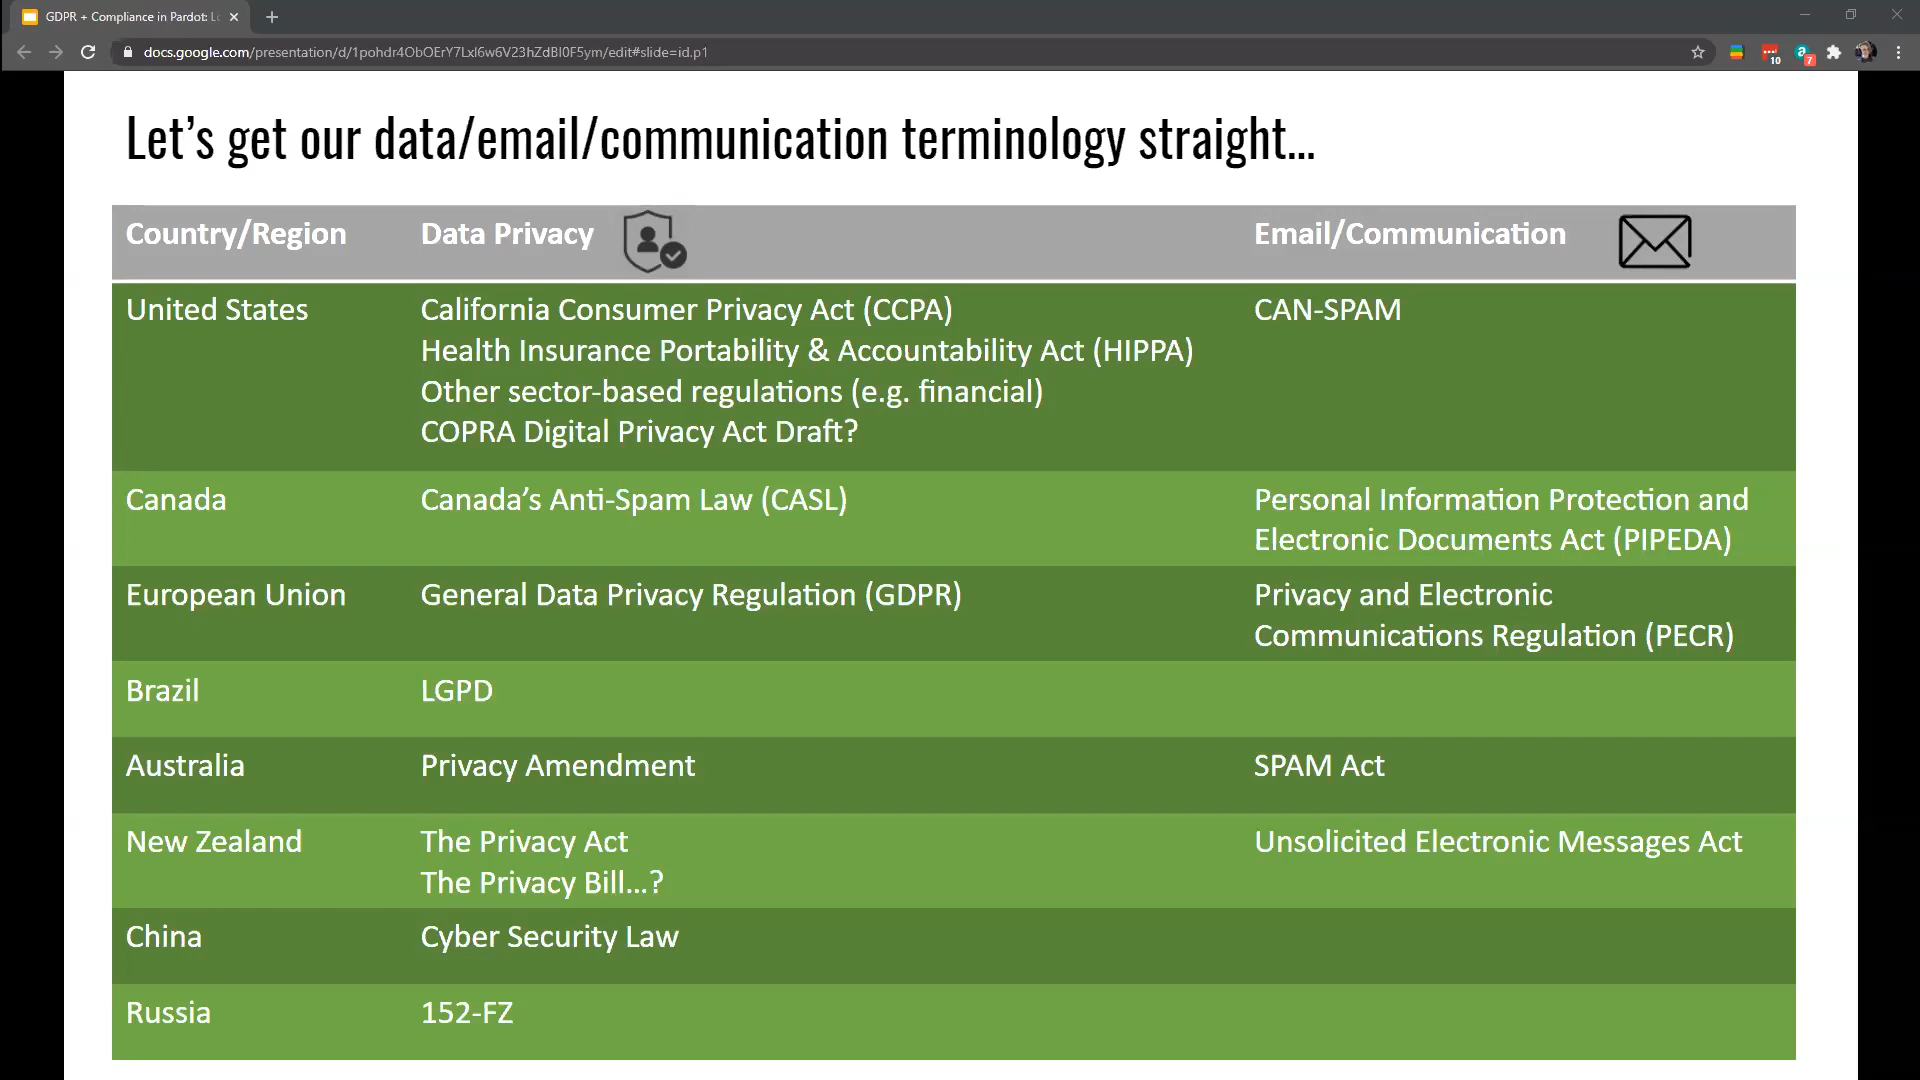 GDPR + Compliance in Pardot: L
docs.google.com/presentation/d/1pohdr4ObOErY7LxI6w6V23hZdBI0F5ym/edit#slide=id.p1
10
7
Let’s get our data/email/communication terminology straight...
Country/Region Data Privacy Email/Communication
United States California Consumer Privacy Act (CCPA) CAN-SPAM
Health Insurance Portability & Accountability Act (HIPPA)
Other sector-based regulations (e.g. financial)
COPRA Digital Privacy Act Draft?
Canada Canada’s Anti-Spam Law (CASL) Personal Information Protection and
Electronic Documents Act (PIPEDA)
European Union General Data Privacy Regulation (GDPR) Privacy and Electronic
Communications Regulation (PECR)
Brazil LGPD
Australia Privacy Amendment SPAM Act
New Zealand The Privacy Act Unsolicited Electronic Messages Act
The Privacy Bill...?
China Cyber Security Law
Russia 152-FZ